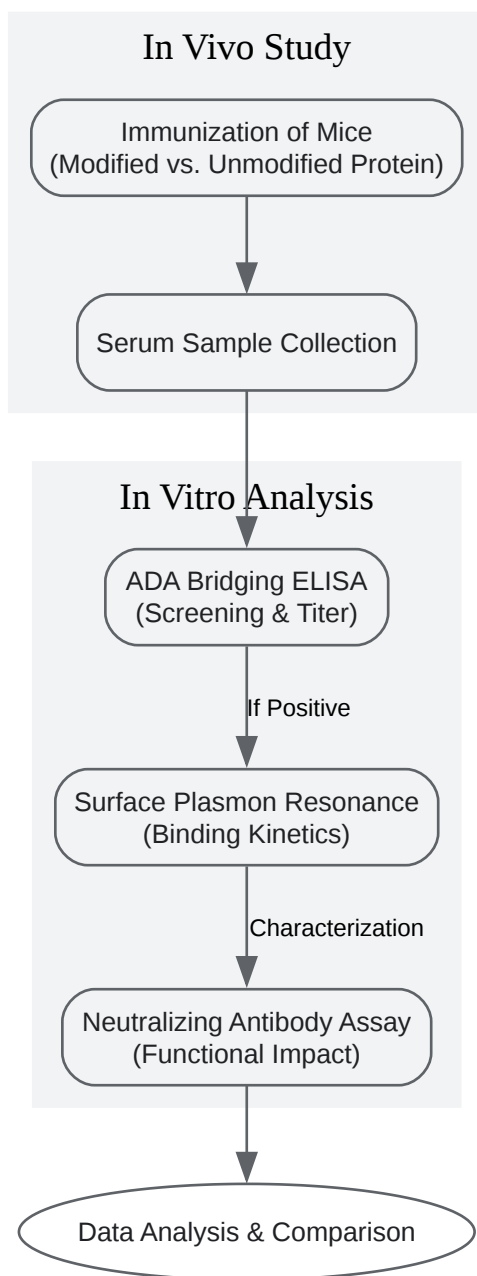 In Vivo Study
Immunization of Mice
(Modified vs. Unmodified Protein)
Serum Sample Collection
In Vitro Analysis
ADA Bridging ELISA
(Screening & Titer)
If Positive
Surface Plasmon Resonance
(Binding Kinetics)
Characterization
Neutralizing Antibody Assay
(Functional Impact)
Data Analysis & Comparison